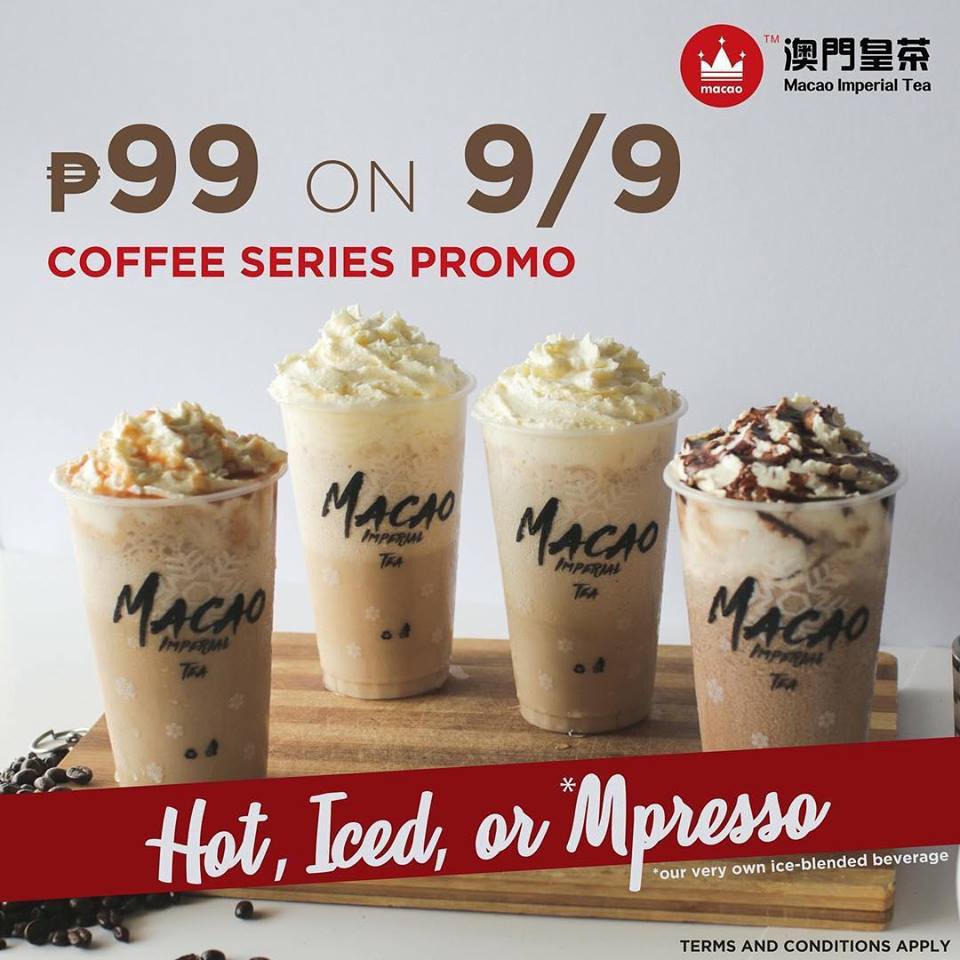 macao
TM
澳門皇茶
Macao Imperial Tea
₱99 ON 9/9
COFFEE SERIES PROMO
MACAO
IMPERIAL
TEA
MACAO
IMPERIAL
TEA
MACAO
IMPERIAL
TEA
MACAO
IMPERIAL
TEA
Hot, Iced, or *Mpresso
*our very own ice-blended beverage
TERMS AND CONDITIONS APPLY